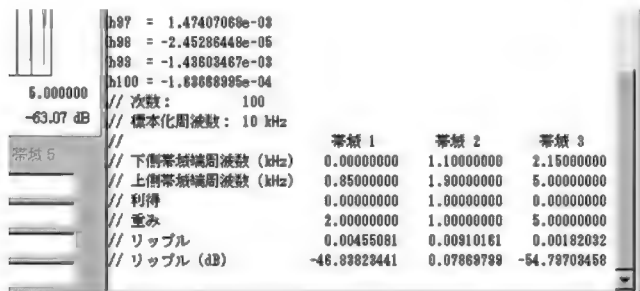 h97 = 1.47407068e-03
h98 = -2.45286448e-05
h99 = -1.43603467e-03
h100 = -1.63668995e-04
// 次数: 100
// 標本化周波数: 10 kHz
// 帯域 1 帯域 2 帯域 3
// 下側帯域端周波数 (kHz) 0.00000000 1.10000000 2.15000000
// 上側帯域端周波数 (kHz) 0.85000000 1.90000000 5.00000000
// 利得 0.00000000 1.00000000 0.00000000
// 重み 2.00000000 1.00000000 5.00000000
// リップル 0.00455081 0.00910161 0.00182032
// リップル (dB) -46.83823441 0.07869789 -54.79703458
5.000000
-63.07 dB
帯域 5